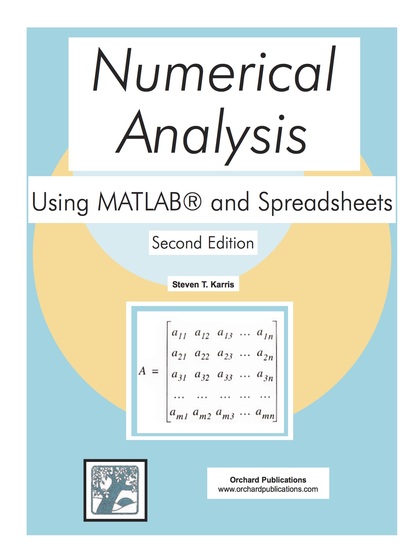 Numerical
Analysis
Using MATLAB® and Spreadsheets
Second Edition
Steven T. Karris
a11 a12 a13 … a1n
a21 a22 a23 … a2n
A = a31 a32 a33 … a3n
… … … … …
am1 am2 am3 … amn
Orchard Publications
www.orchardpublications.com